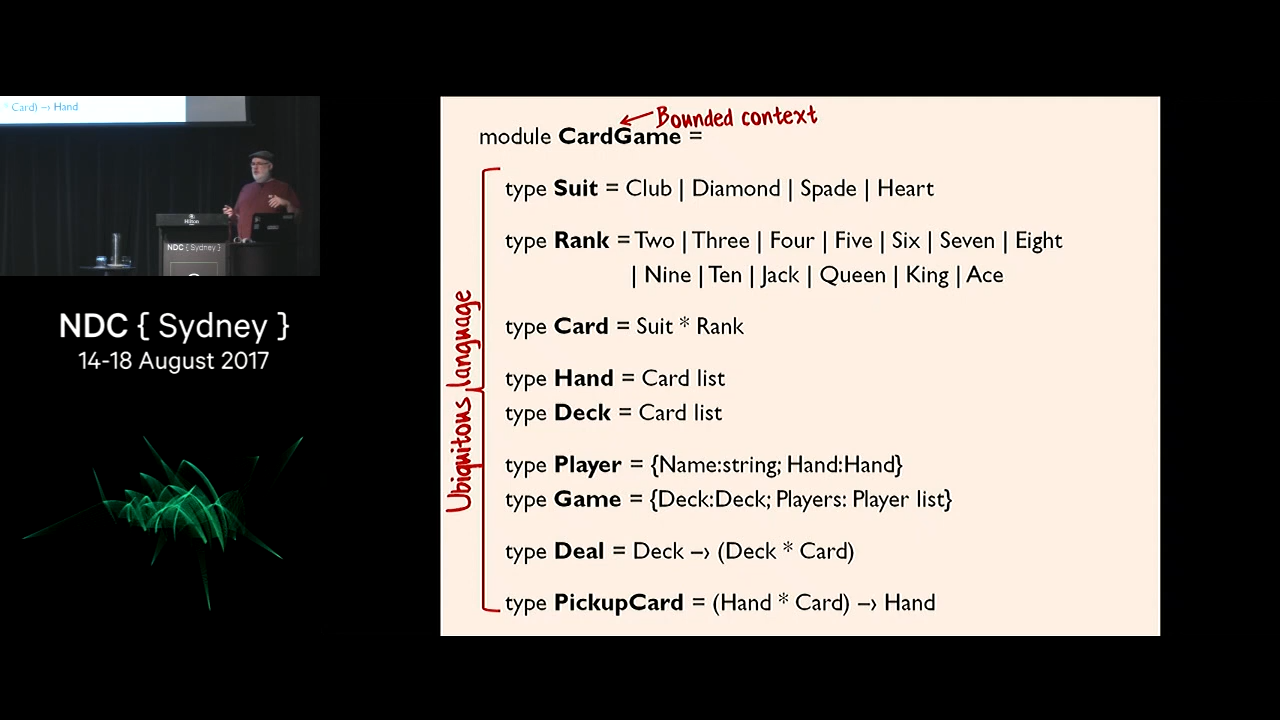 * Card) –> Hand
Hilton
NDC { Sydney }
NDC { Sydney }
14-18 August 2017
Bounded context
module CardGame =
Ubiquitous language
type Suit = Club | Diamond | Spade | Heart
type Rank = Two | Three | Four | Five | Six | Seven | Eight
| Nine | Ten | Jack | Queen | King | Ace
type Card = Suit * Rank
type Hand = Card list
type Deck = Card list
type Player = {Name:string; Hand:Hand}
type Game = {Deck:Deck; Players: Player list}
type Deal = Deck –> (Deck * Card)
type PickupCard = (Hand * Card) –> Hand